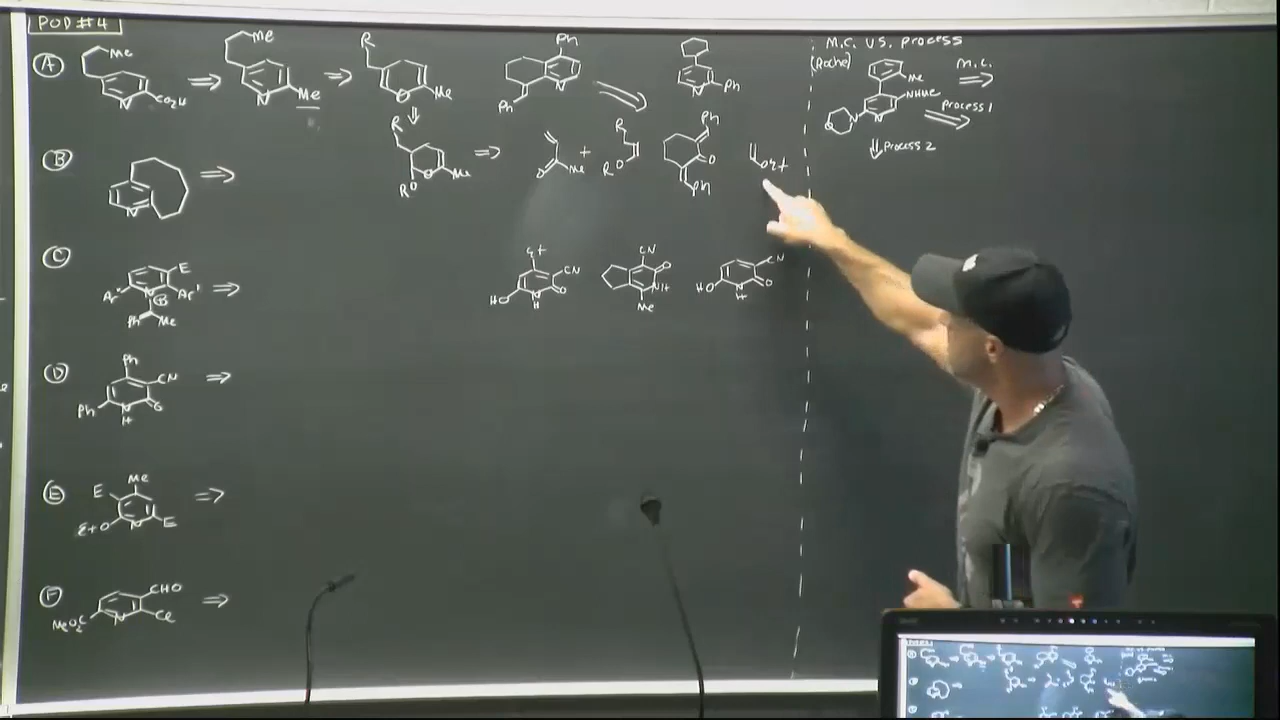 POD #4
M.C. VS. PROCESS
(Roche)
A
Me
N
CO2H
Me
N
Me
R
O
Me
Ph
N
Ph
N
Ph
Me
NHMe
N
O
N
M.C.
PROCESS 1
PROCESS 2
R
O
Me
RO
O
Me
+
R
RO
Ph
O
Ph
OEt
B
N
C
E
Ar
N
Ar'
Ph
Me
Et
CN
HO
N
H
O
CN
O
NH
Me
CN
HO
N
H
O
D
Ph
CN
Ph
N
H
O
E
Me
E
EtO
N
E
F
CHO
MeO2C
N
Cl